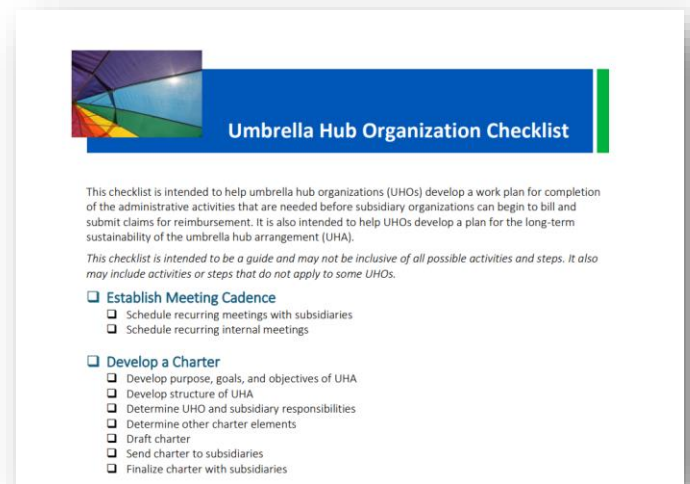 Umbrella Hub Organization Checklist
This checklist is intended to help umbrella hub organizations (UHOs) develop a work plan for completion
of the administrative activities that are needed before subsidiary organizations can begin to bill and
submit claims for reimbursement. It is also intended to help UHOs develop a plan for the long-term
sustainability of the umbrella hub arrangement (UHA).
This checklist is intended to be a guide and may not be inclusive of all possible activities and steps. It also
may include activities or steps that do not apply to some UHOs.
❑ Establish Meeting Cadence
❑ Schedule recurring meetings with subsidiaries
❑ Schedule recurring internal meetings
❑ Develop a Charter
❑ Develop purpose, goals, and objectives of UHA
❑ Develop structure of UHA
❑ Determine UHO and subsidiary responsibilities
❑ Determine other charter elements
❑ Draft charter
❑ Send charter to subsidiaries
❑ Finalize charter with subsidiaries